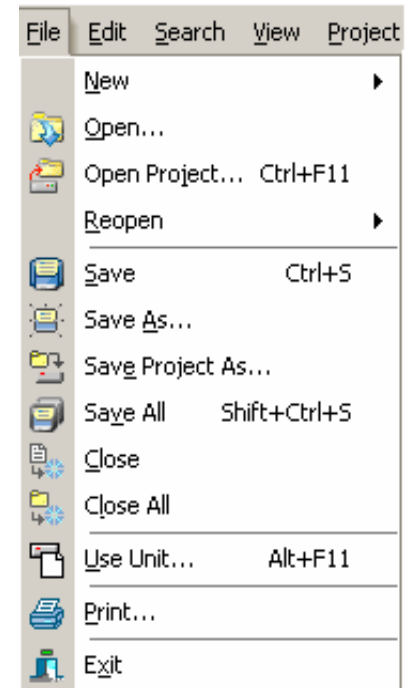 File Edit Search View Project
New
Open...
Open Project... Ctrl+F11
Reopen
Save Ctrl+S
Save As...
Save Project As...
Save All Shift+Ctrl+S
Close
Close All
Use Unit... Alt+F11
Print...
Exit